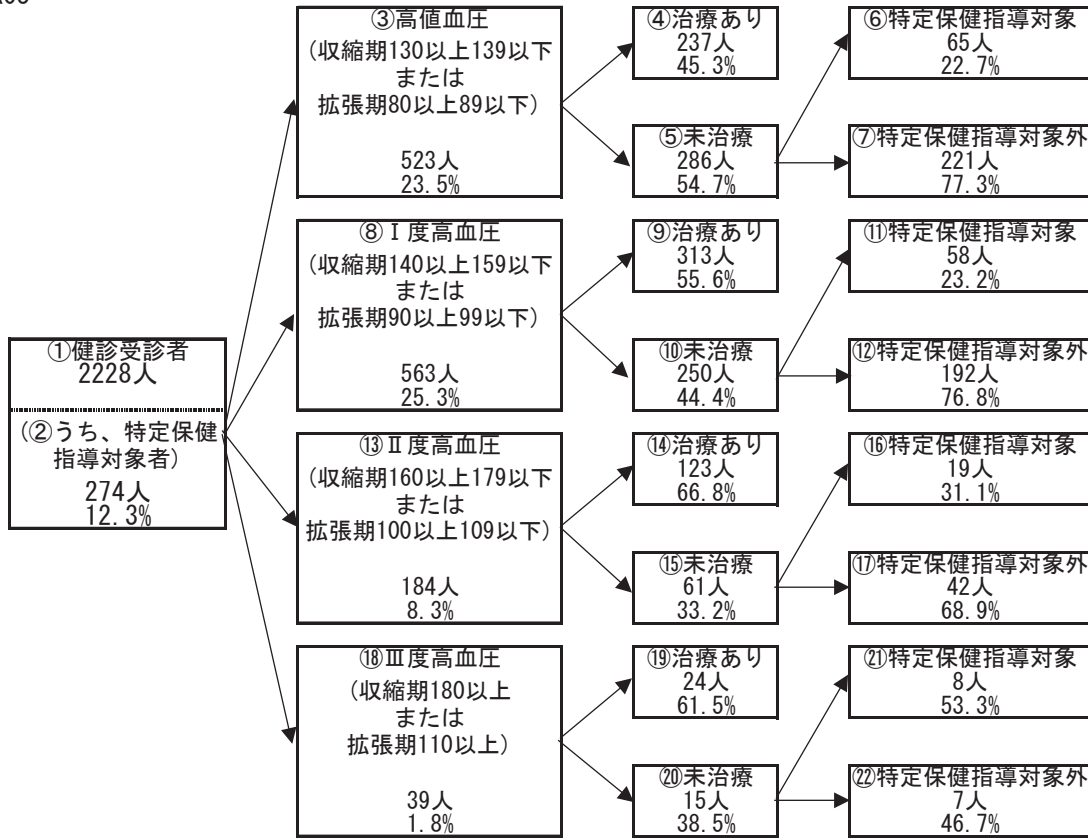 ①健診受診者
2228人
(②うち、特定保健
指導対象者)
274人
12.3%
③高値血圧
(収縮期130以上139以下
または
拡張期80以上89以下)
523人
23.5%
④治療あり
237人
45.3%
⑤未治療
286人
54.7%
⑥特定保健指導対象
65人
22.7%
⑦特定保健指導対象外
221人
77.3%
⑧Ⅰ度高血圧
(収縮期140以上159以下
または
拡張期90以上99以下)
563人
25.3%
⑨治療あり
313人
55.6%
⑩未治療
250人
44.4%
⑪特定保健指導対象
58人
23.2%
⑫特定保健指導対象外
192人
76.8%
⑬Ⅱ度高血圧
(収縮期160以上179以下
または
拡張期100以上109以下)
184人
8.3%
⑭治療あり
123人
66.8%
⑮未治療
61人
33.2%
⑯特定保健指導対象
19人
31.1%
⑰特定保健指導対象外
42人
68.9%
⑱Ⅲ度高血圧
(収縮期180以上
または
拡張期110以上)
39人
1.8%
⑲治療あり
24人
61.5%
⑳未治療
15人
38.5%
㉑特定保健指導対象
8人
53.3%
㉒特定保健指導対象外
7人
46.7%